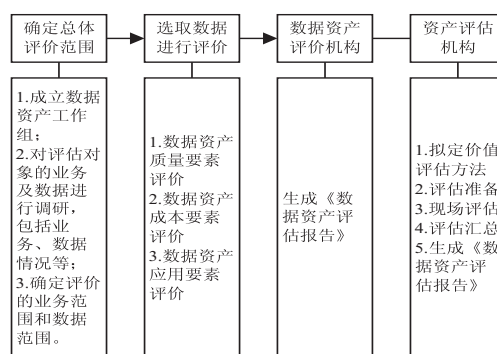 确定总体
评价范围
选取数据
进行评价
数据资产
评价机构
资产评估
机构
1.成立数据
资产工作
组；
2.对评估对
象的业务
及数据进
行调研，
包括业
务、数据
情况等；
3.确定评价
的业务范
围和数据
范围。
1.数据资产
质量要素
评价
2.数据资产
成本要素
评价
3.数据资产
应用要素
评价
生成《数
据资产评
估报告》
1.拟定价值
评估方法
2.评估准备
3.现场评估
4.评估汇总
5.生成《数
据资产评
估报告》